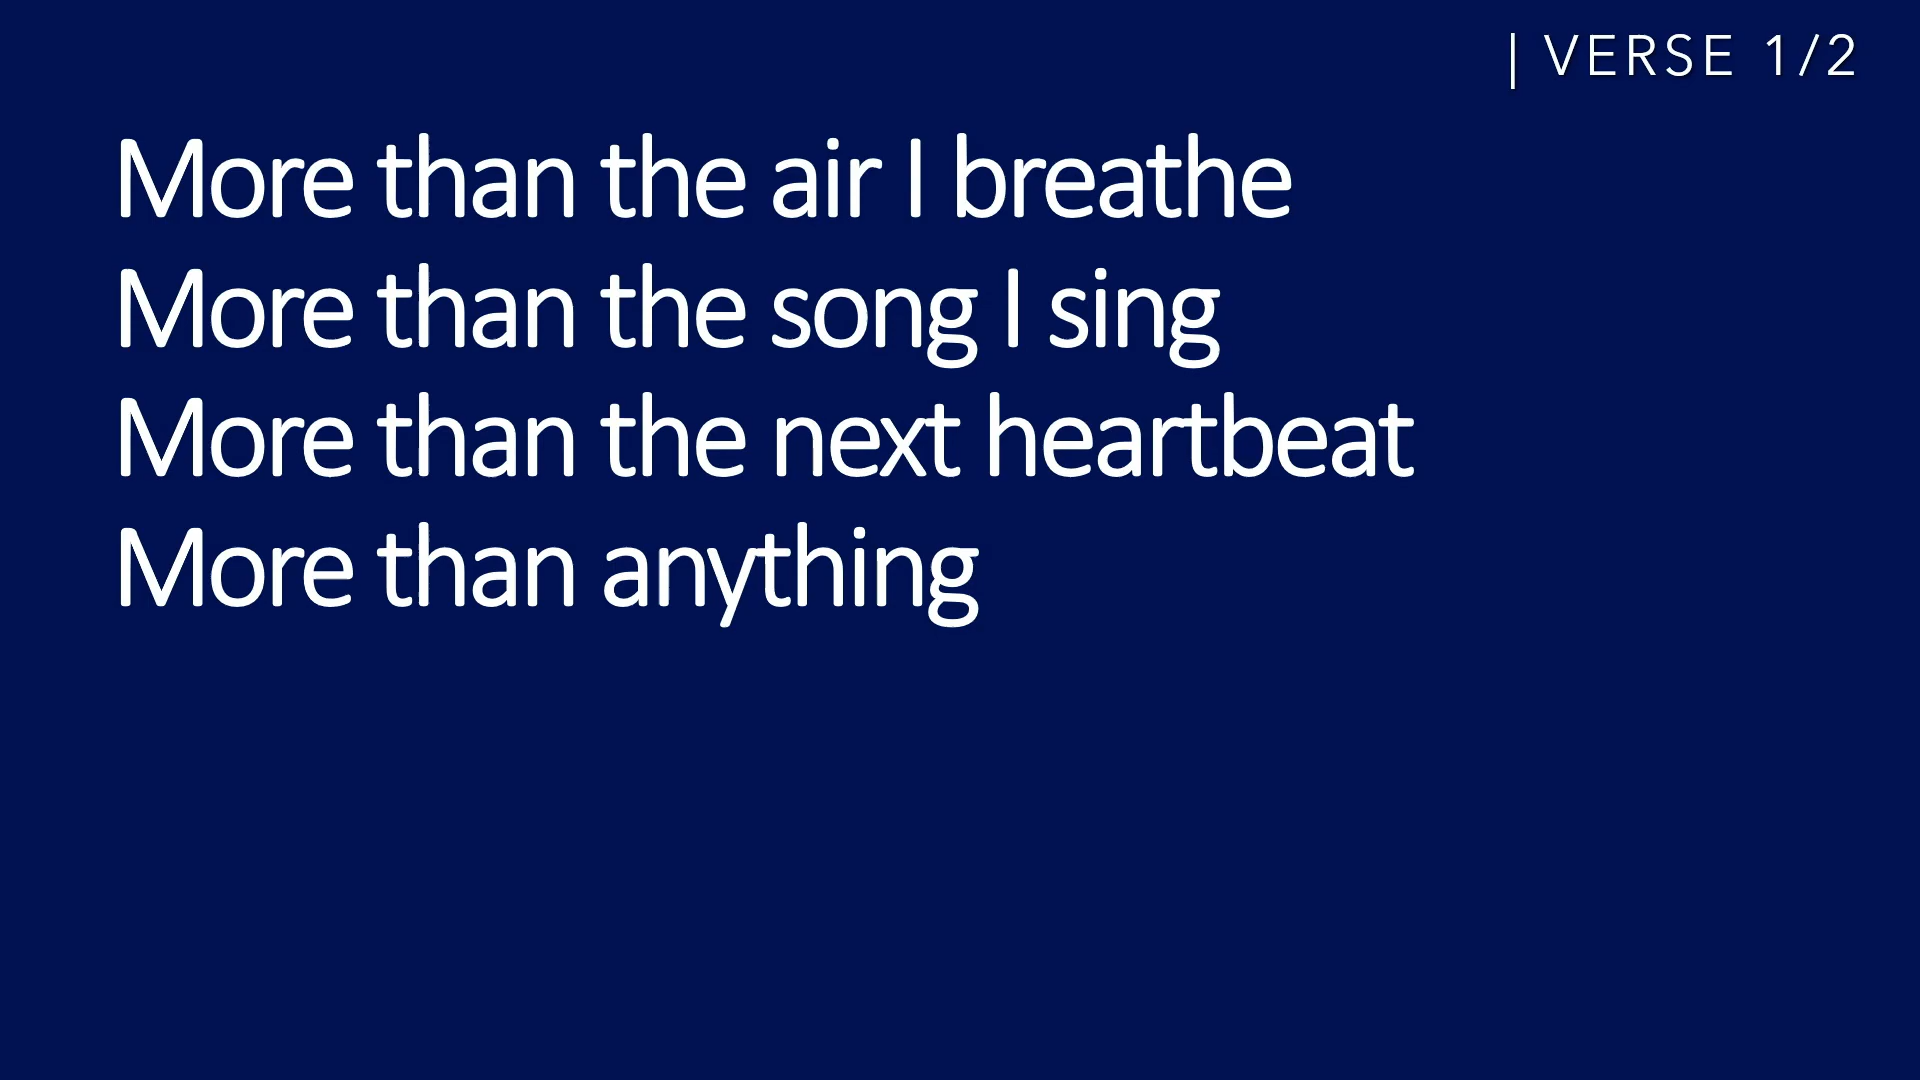 | VERSE 1/2
More than the air I breathe
More than the song I sing
More than the next heartbeat
More than anything